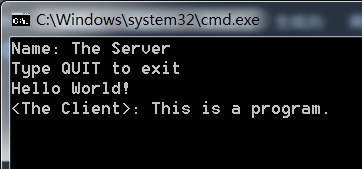 C:\Windows\system32\cmd.exe
Name: The Server
Type QUIT to exit
Hello World!
<The Client>: This is a program.